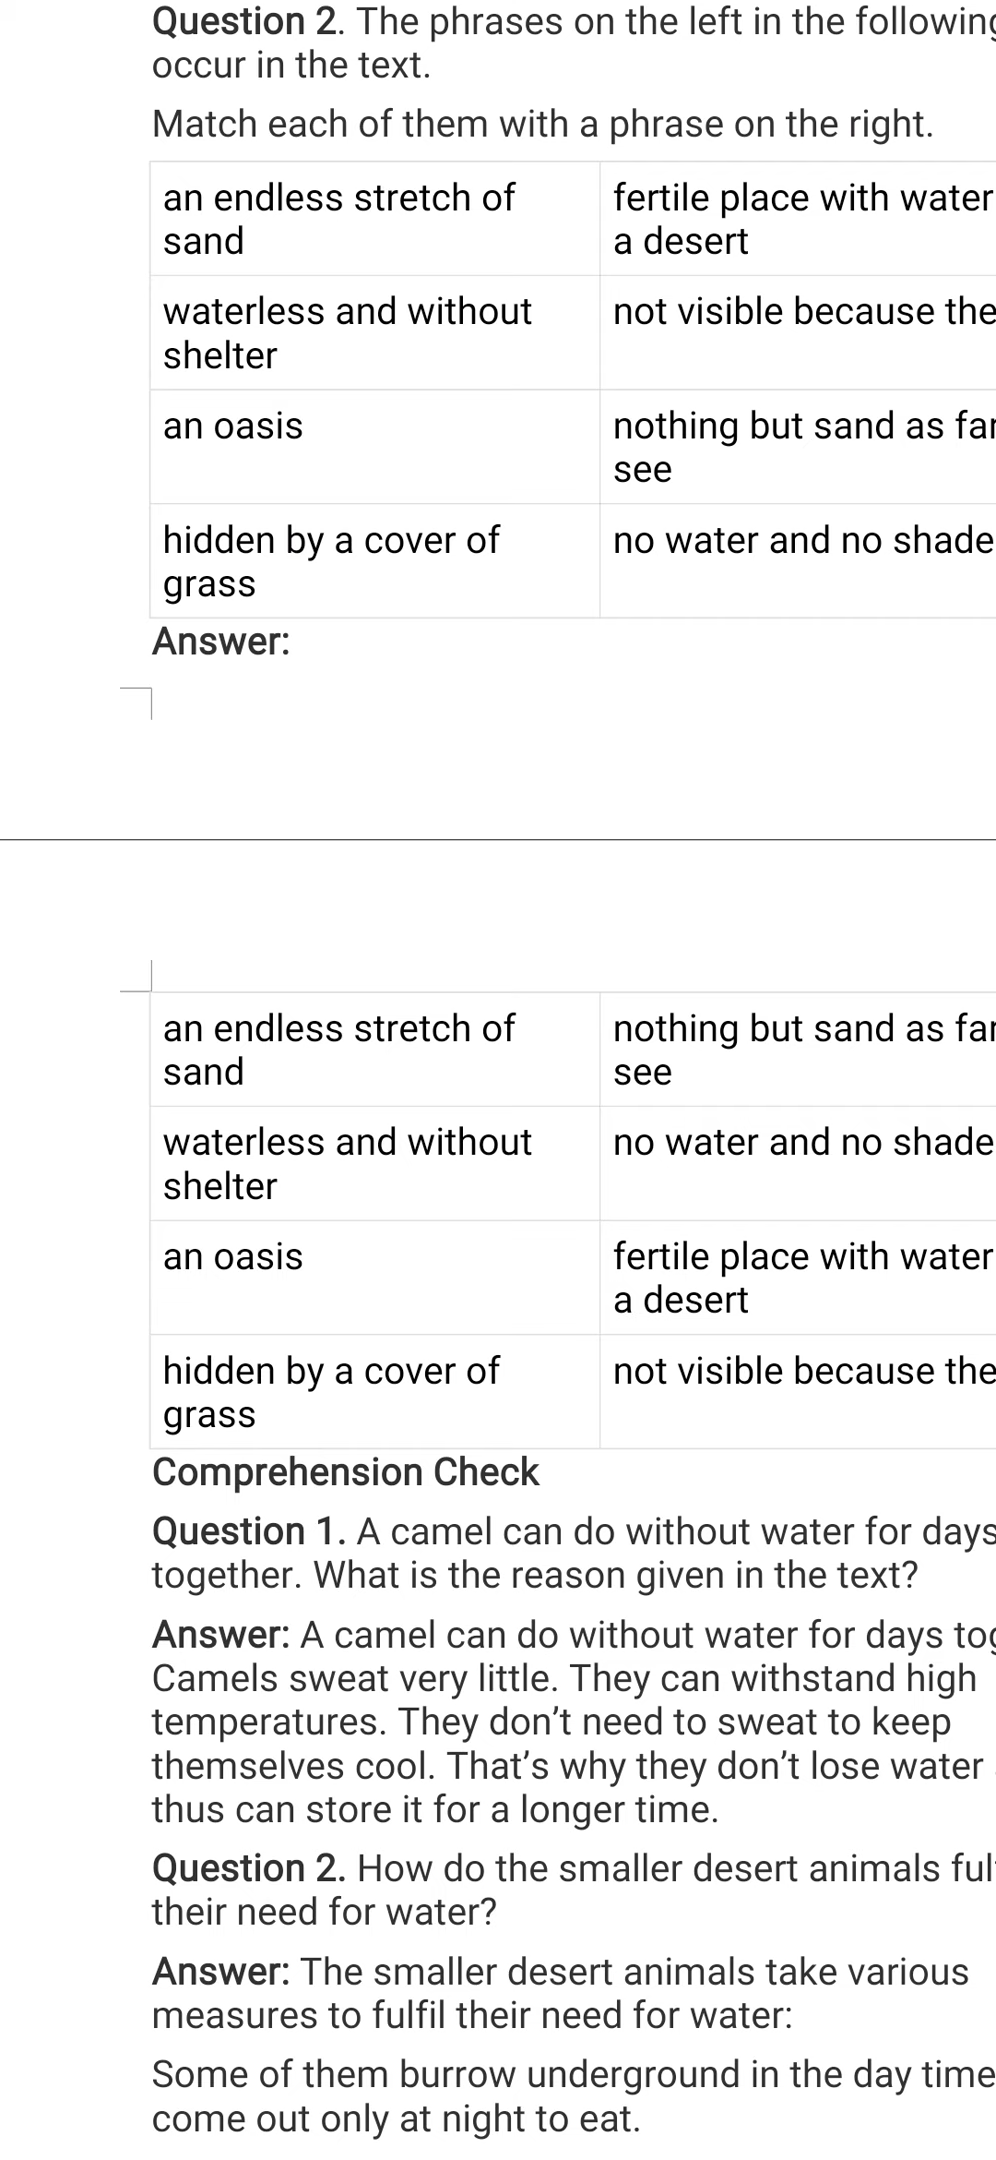 Question 2. The phrases on the left in the following
occur in the text.
Match each of them with a phrase on the right.
an endless stretch of
sand
fertile place with water
a desert
waterless and without
shelter
not visible because the
an oasis
nothing but sand as far
see
hidden by a cover of
grass
no water and no shade
Answer:
an endless stretch of
sand
nothing but sand as far
see
waterless and without
shelter
no water and no shade
an oasis
fertile place with water
a desert
hidden by a cover of
grass
not visible because the
Comprehension Check
Question 1. A camel can do without water for days
together. What is the reason given in the text?
Answer: A camel can do without water for days
Camels sweat very little. They can withstand high
temperatures. They don’t need to sweat to keep
themselves cool. That’s why they don’t lose water
thus can store it for a longer time.
Question 2. How do the smaller desert animals
their need for water?
Answer: The smaller desert animals take various
measures to fulfil their need for water:
Some of them burrow underground in the day time
come out only at night to eat.